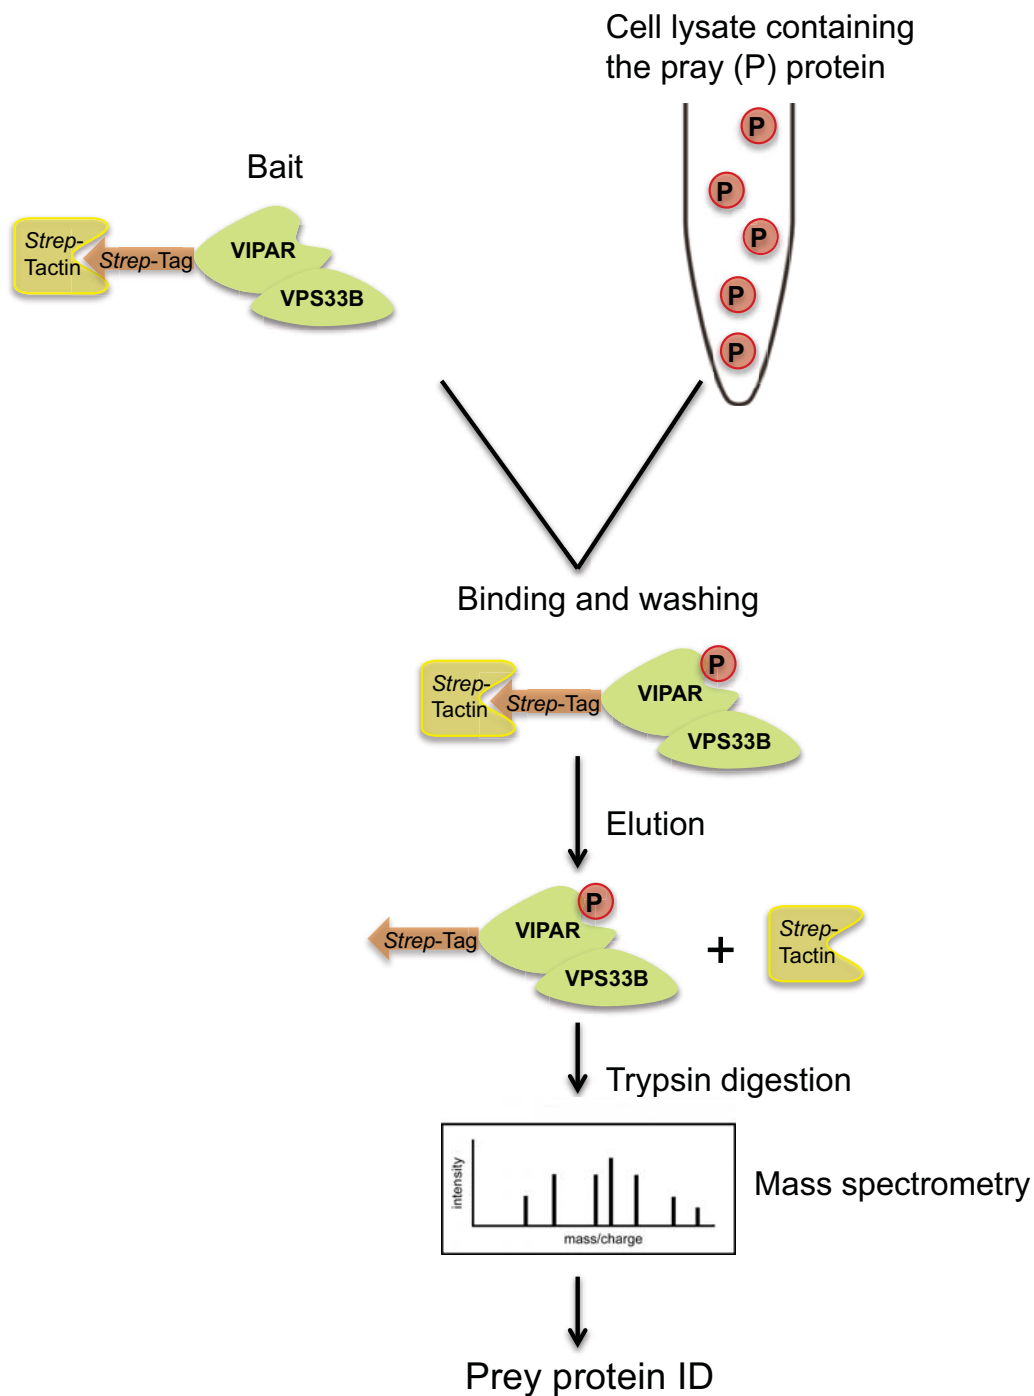 Cell lysate containing
the pray (P) protein
P
P
P
P
P
Bait
Strep-
Tactin
Strep-Tag
VIPAR
VPS33B
Binding and washing
Strep-
Tactin
Strep-Tag
VIPAR
P
VPS33B
Elution
Strep-Tag
VIPAR
P
VPS33B
+
Strep-
Tactin
Trypsin digestion
intensity
mass/charge
Mass spectrometry
Prey protein ID